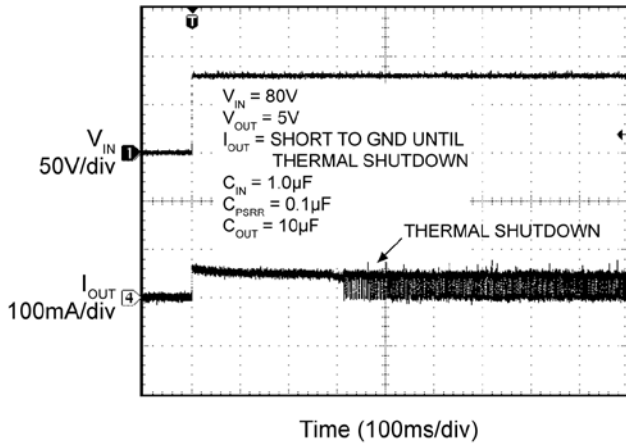 T
V_IN = 80V
V_OUT = 5V
I_OUT = SHORT TO GND UNTIL
THERMAL SHUTDOWN
C_IN = 1.0µF
C_PSRR = 0.1µF
C_OUT = 10µF
V_IN
50V/div
1
THERMAL SHUTDOWN
I_OUT
100mA/div
4
Time (100ms/div)